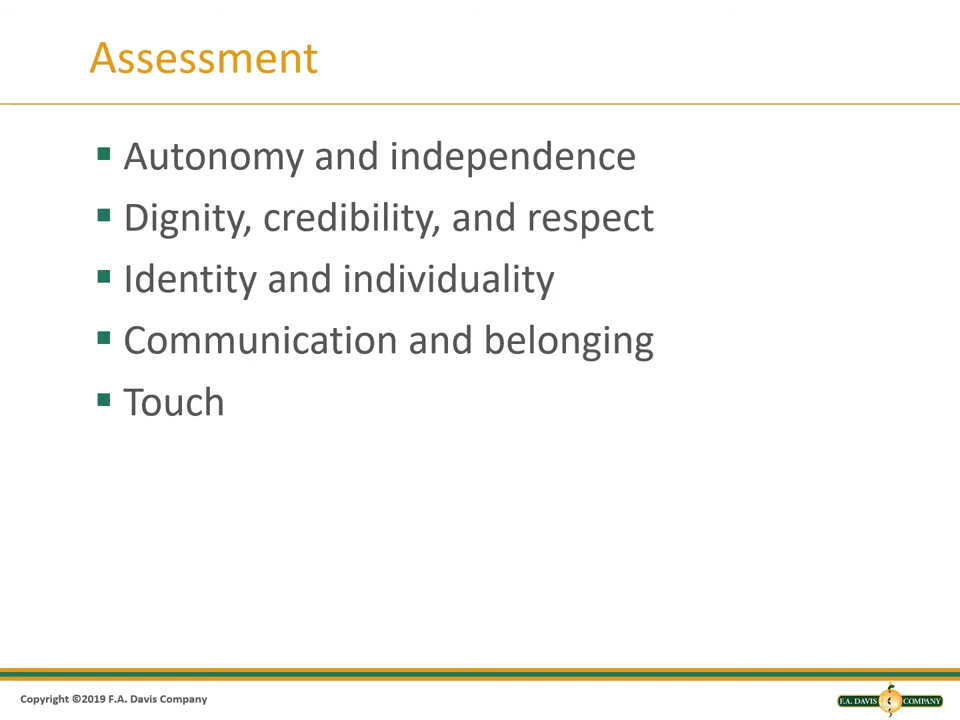 Assessment
Autonomy and independence
Dignity, credibility, and respect
Identity and individuality
Communication and belonging
Touch
Copyright ©2019 F.A. Davis Company
F.A. DAVIS COMPANY